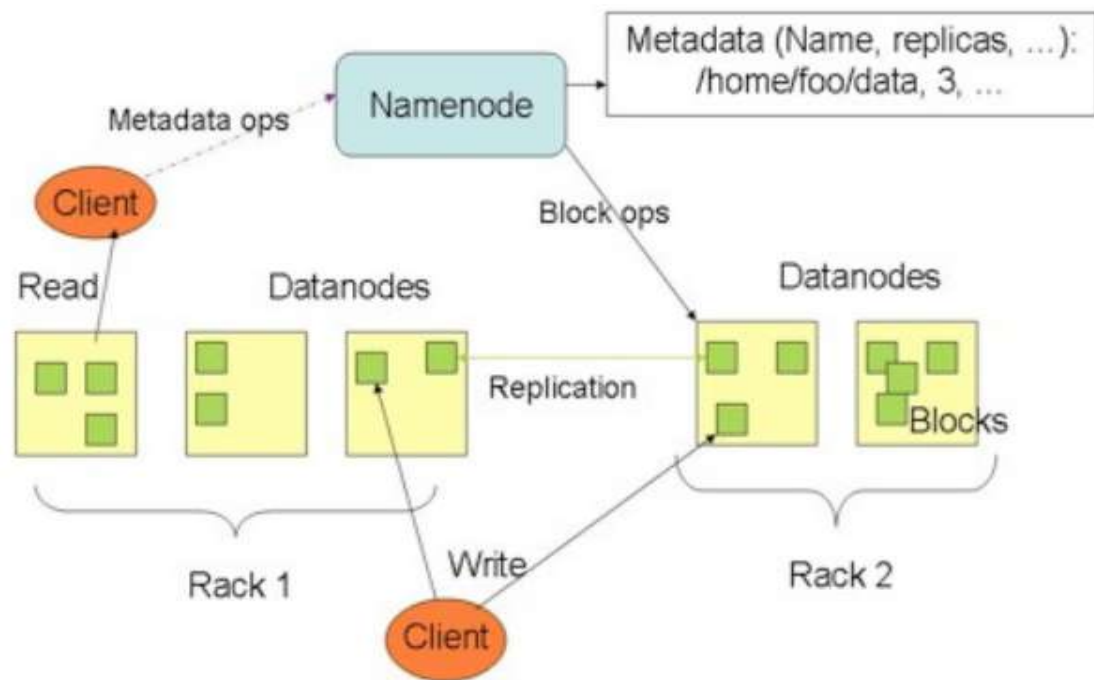 Metadata (Name, replicas, ...):
/home/foo/data, 3, ...
Namenode
Metadata ops
Client
Block ops
Read
Datanodes
Datanodes
Replication
Blocks
Rack 1
Write
Rack 2
Client